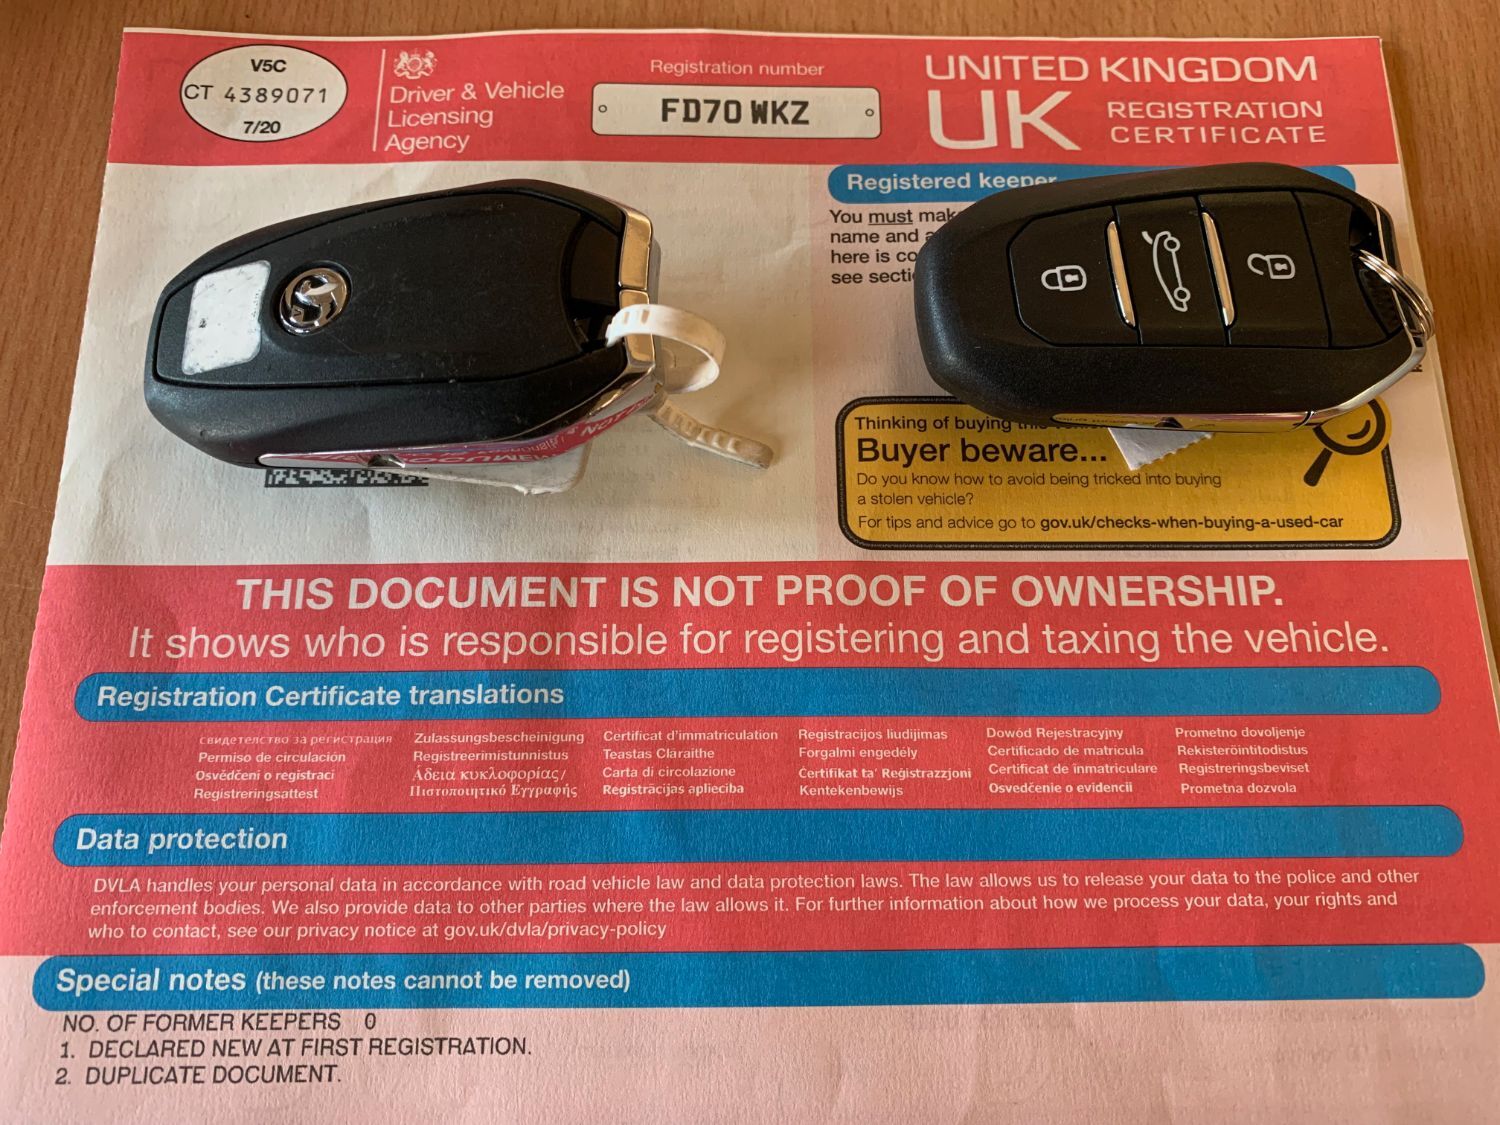 V5C
CT 4389071
7/20
Driver & Vehicle
Licensing
Agency
Registration number
FD70 WKZ
UNITED KINGDOM
UK REGISTRATION
CERTIFICATE
Registered keeper
You must
name and
here is
see
Thinking of buying
Buyer beware...
Do you know how to avoid being tricked into buying
a stolen vehicle?
For tips and advice go to gov.uk/checks-when-buying-a-used-car
THIS DOCUMENT IS NOT PROOF OF OWNERSHIP.
It shows who is responsible for registering and taxing the vehicle.
Registration Certificate translations
свидетелство за регистрация
Permiso de circulación
Osvědčení o registraci
Registreringsattest
Zulassungsbescheinigung
Registreerimistunnistus
Άδεια κυκλοφορίας/
Πιστοποιητικό Εγγραφής
Certificat d'immatriculation
Teastas Cláraithe
Carta di circolazione
Reģistrācijas apliecība
Registracijos liudijimas
Forgalmi engedély
Ċertifikat ta' Reġistrazzjoni
Kentekenbewijs
Dowód Rejestracyjny
Certificado de matrícula
Certificat de înmatriculare
Osvedčenie o evidencii
Prometno dovoljenje
Rekisteröintitodistus
Registreringsbeviset
Prometna dozvola
Data protection
DVLA handles your personal data in accordance with road vehicle law and data protection laws. The law allows us to release your data to the police and other
enforcement bodies. We also provide data to other parties where the law allows it. For further information about how we process your data, your rights and
who to contact, see our privacy notice at gov.uk/dvla/privacy-policy
Special notes (these notes cannot be removed)
NO. OF FORMER KEEPERS 0
1. DECLARED NEW AT FIRST REGISTRATION.
2. DUPLICATE DOCUMENT.